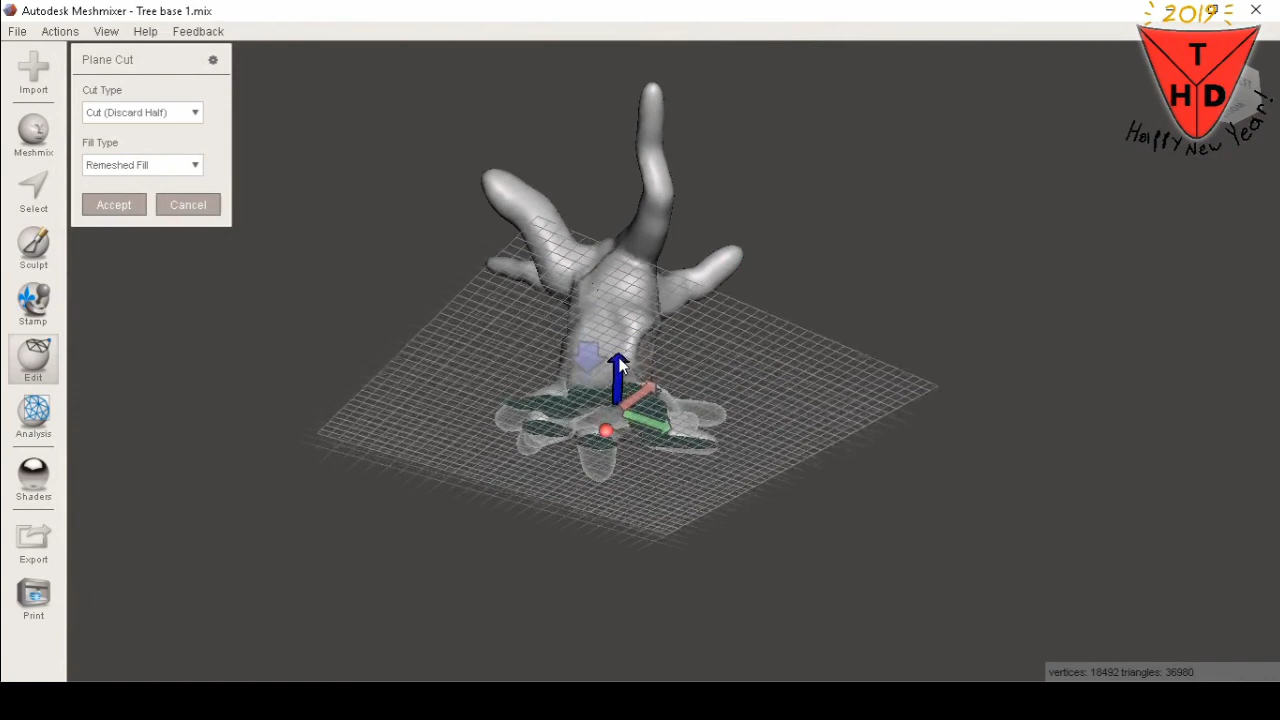 Autodesk Meshmixer - Tree base 1.mix
2019
File Actions View Help Feedback
T
H D
Happy New Year!
Import
Meshmix
Select
Sculpt
Stamp
Edit
Analysis
Shaders
Export
Print
Plane Cut
Cut Type
Cut (Discard Half)
Fill Type
Remeshed Fill
Accept Cancel
vertices: 18492 triangles: 36980